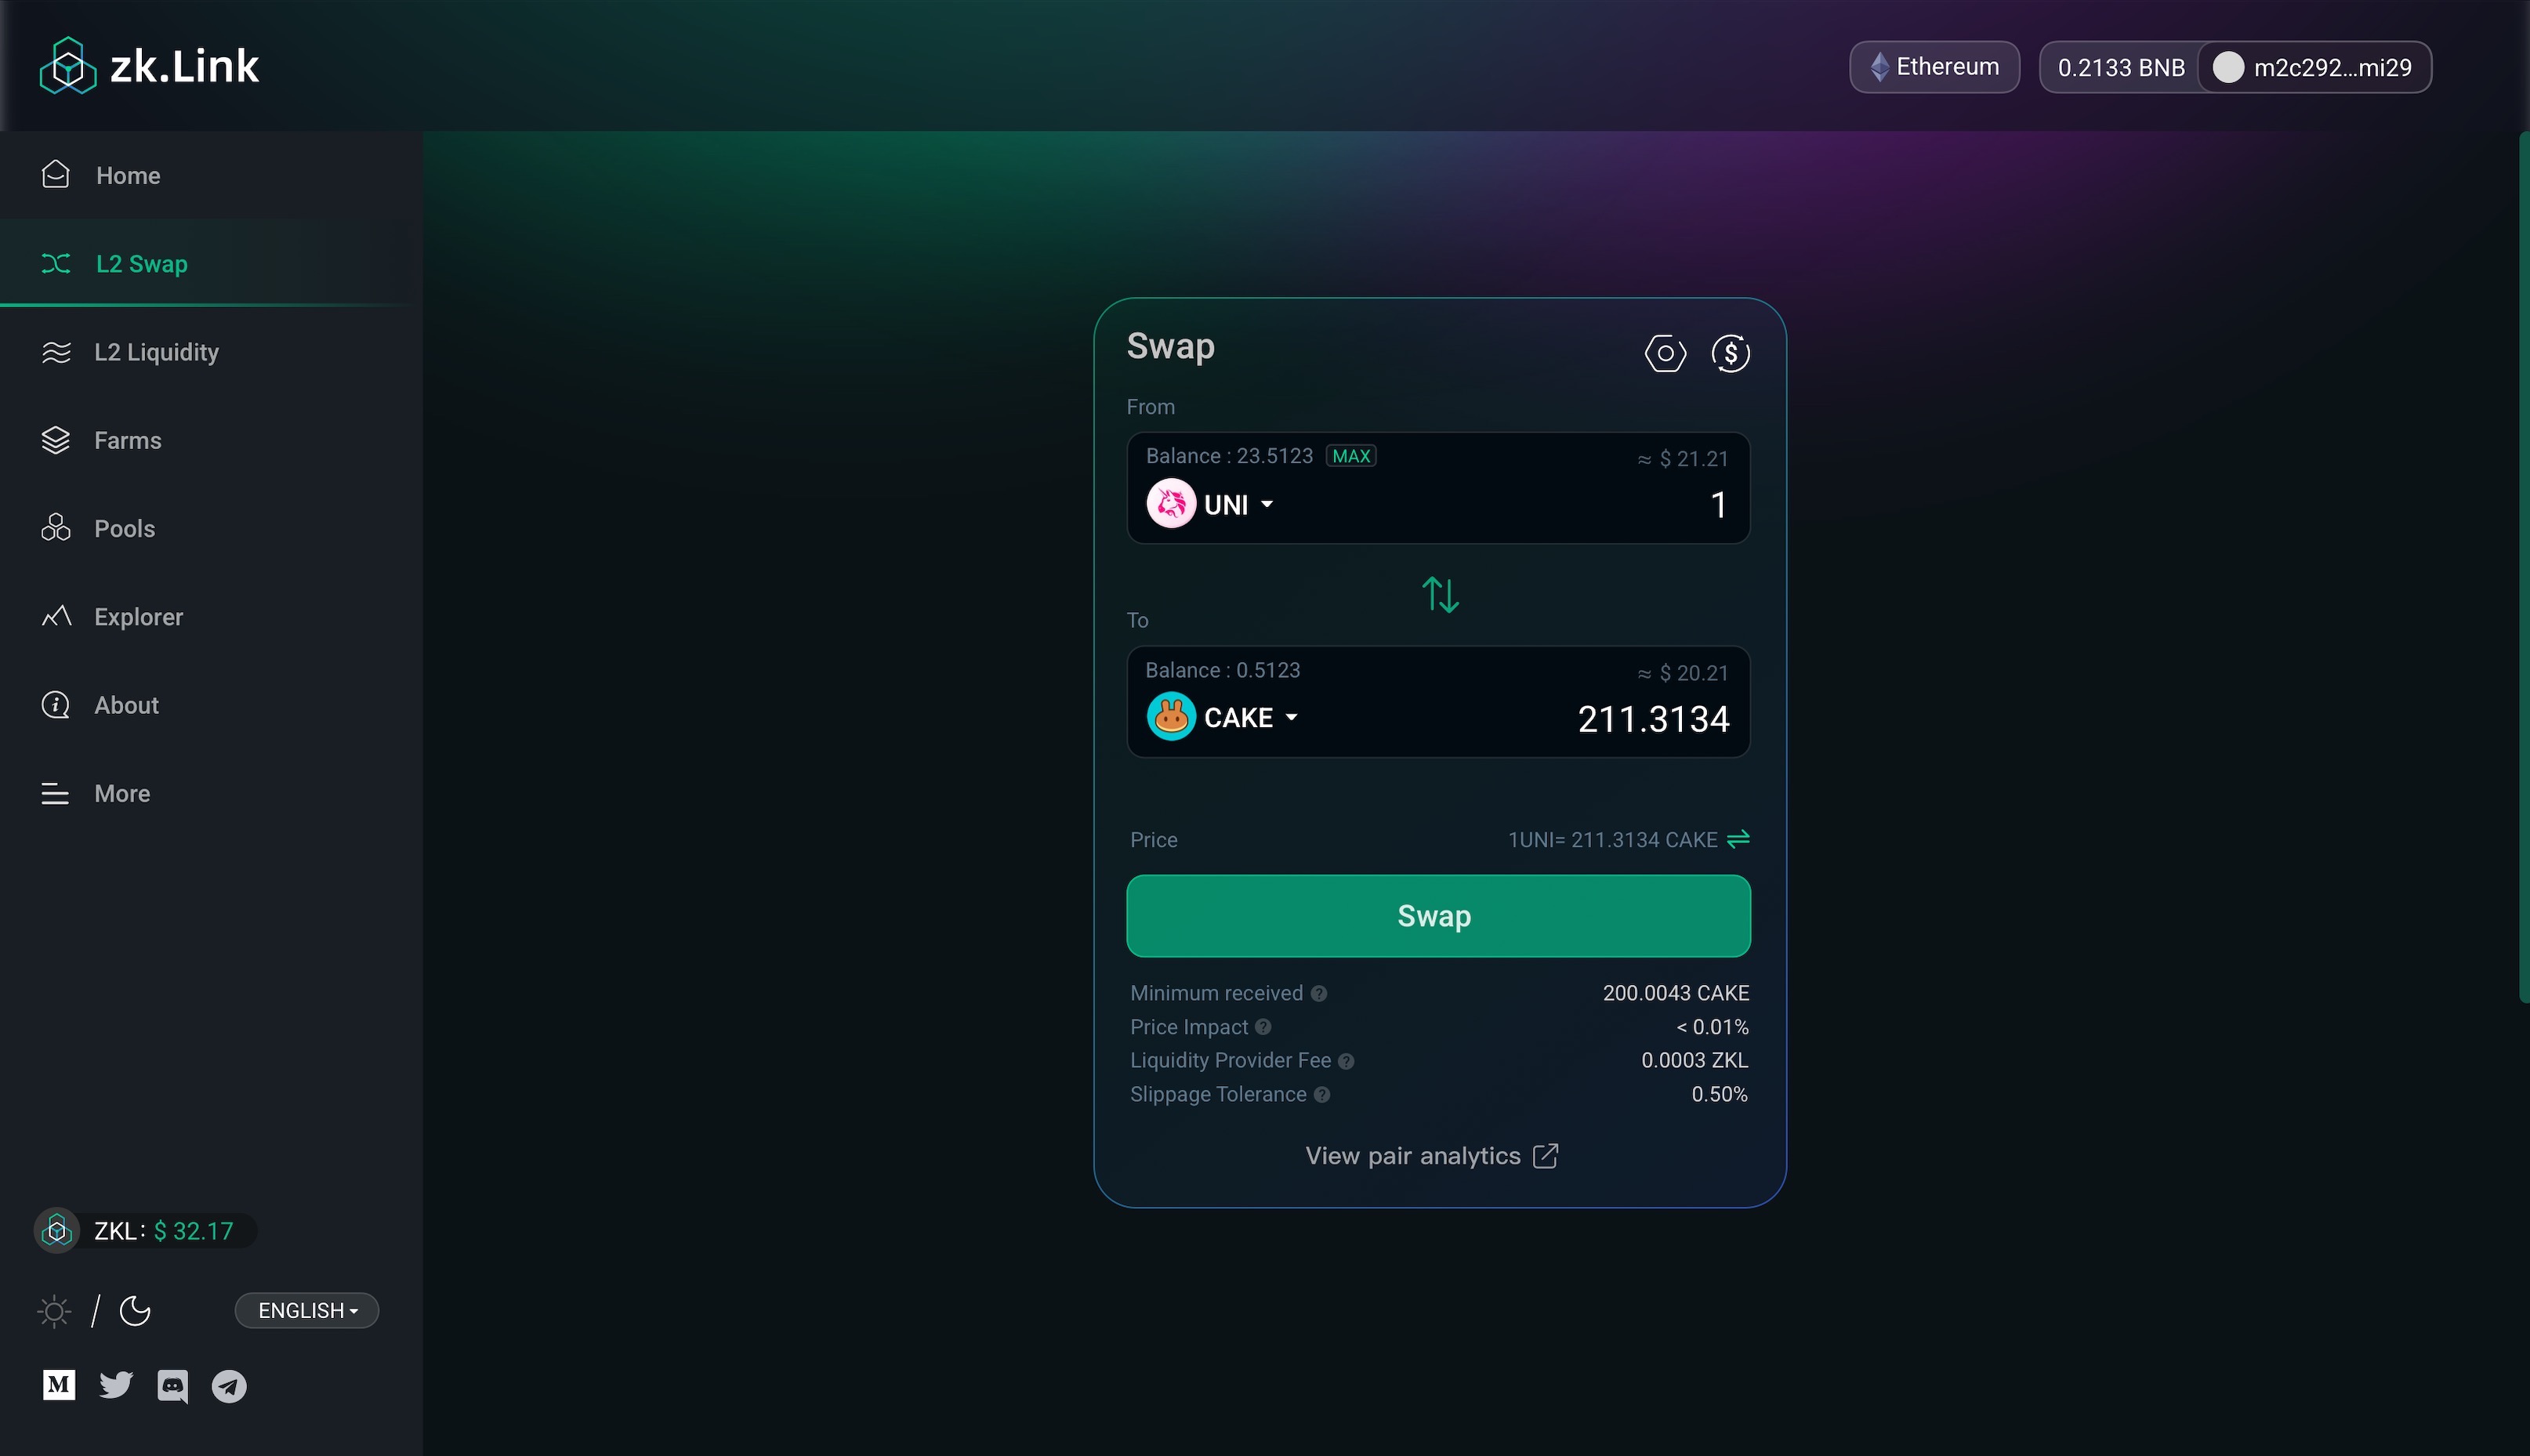 zk.Link
Ethereum
0.2133 BNB
m2c292...mi29
Home
L2 Swap
L2 Liquidity
Farms
Pools
Explorer
About
More
ZKL: $ 32.17
/
ENGLISH
M
Swap
$
From
Balance : 23.5123 MAX
≈ $ 21.21
UNI
1
To
Balance : 0.5123
≈ $ 20.21
CAKE
211.3134
Price
1UNI= 211.3134 CAKE
Swap
Minimum received ?
200.0043 CAKE
Price Impact ?
< 0.01%
Liquidity Provider Fee ?
0.0003 ZKL
Slippage Tolerance ?
0.50%
View pair analytics